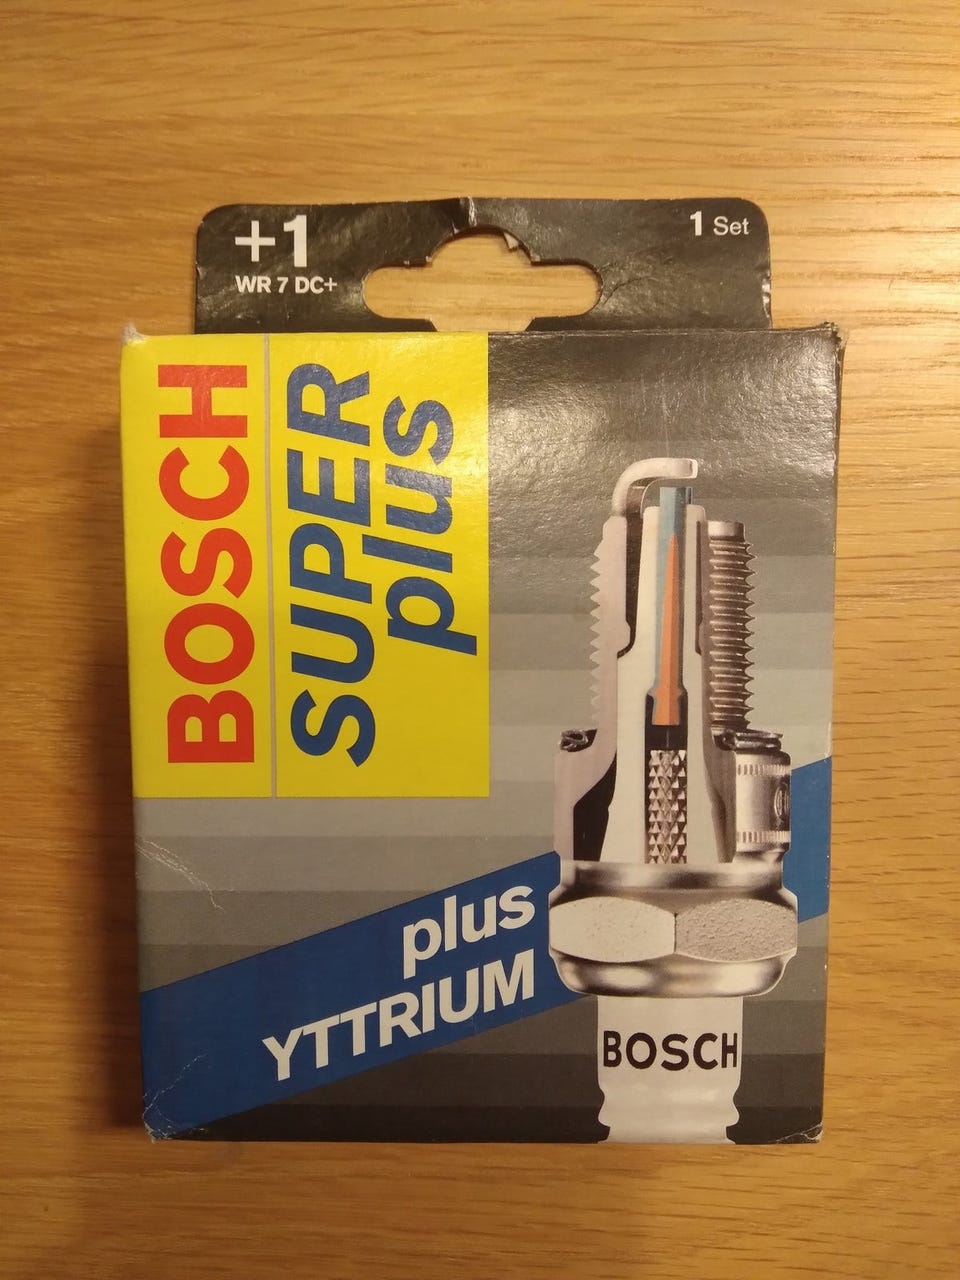 +1
WR 7 DC+
1 Set
BOSCH
SUPER
plus
plus
YTTRIUM
BOSCH